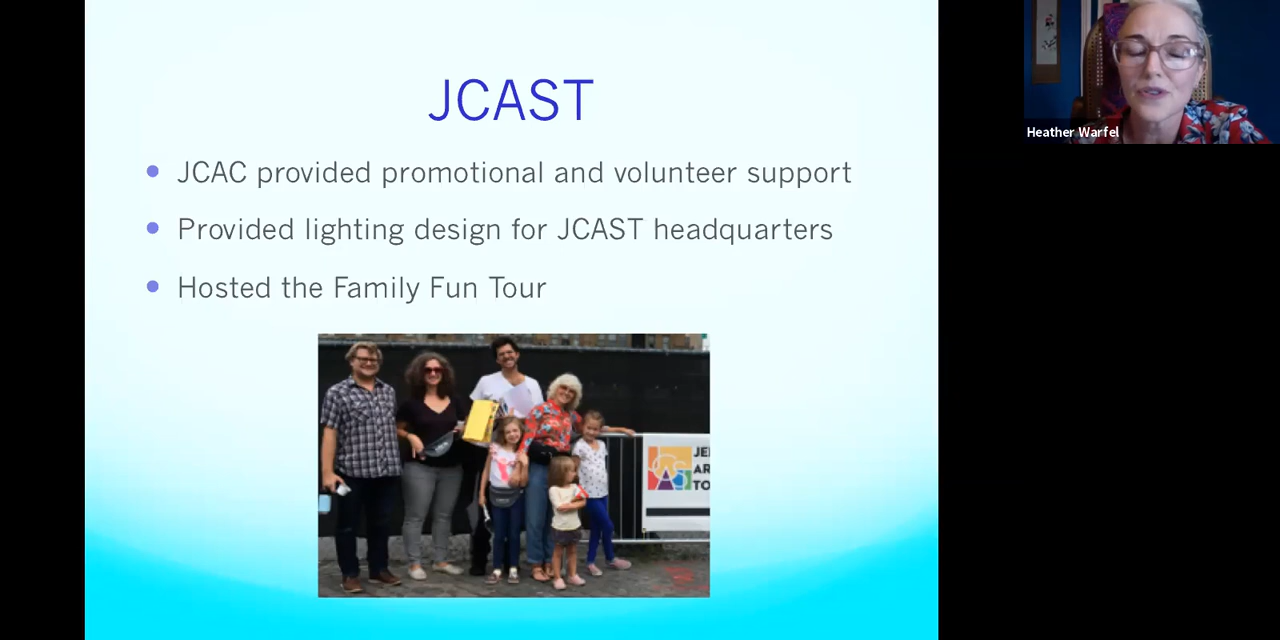 JCAST
JCAC provided promotional and volunteer support
Provided lighting design for JCAST headquarters
Hosted the Family Fun Tour
Heather Warfel